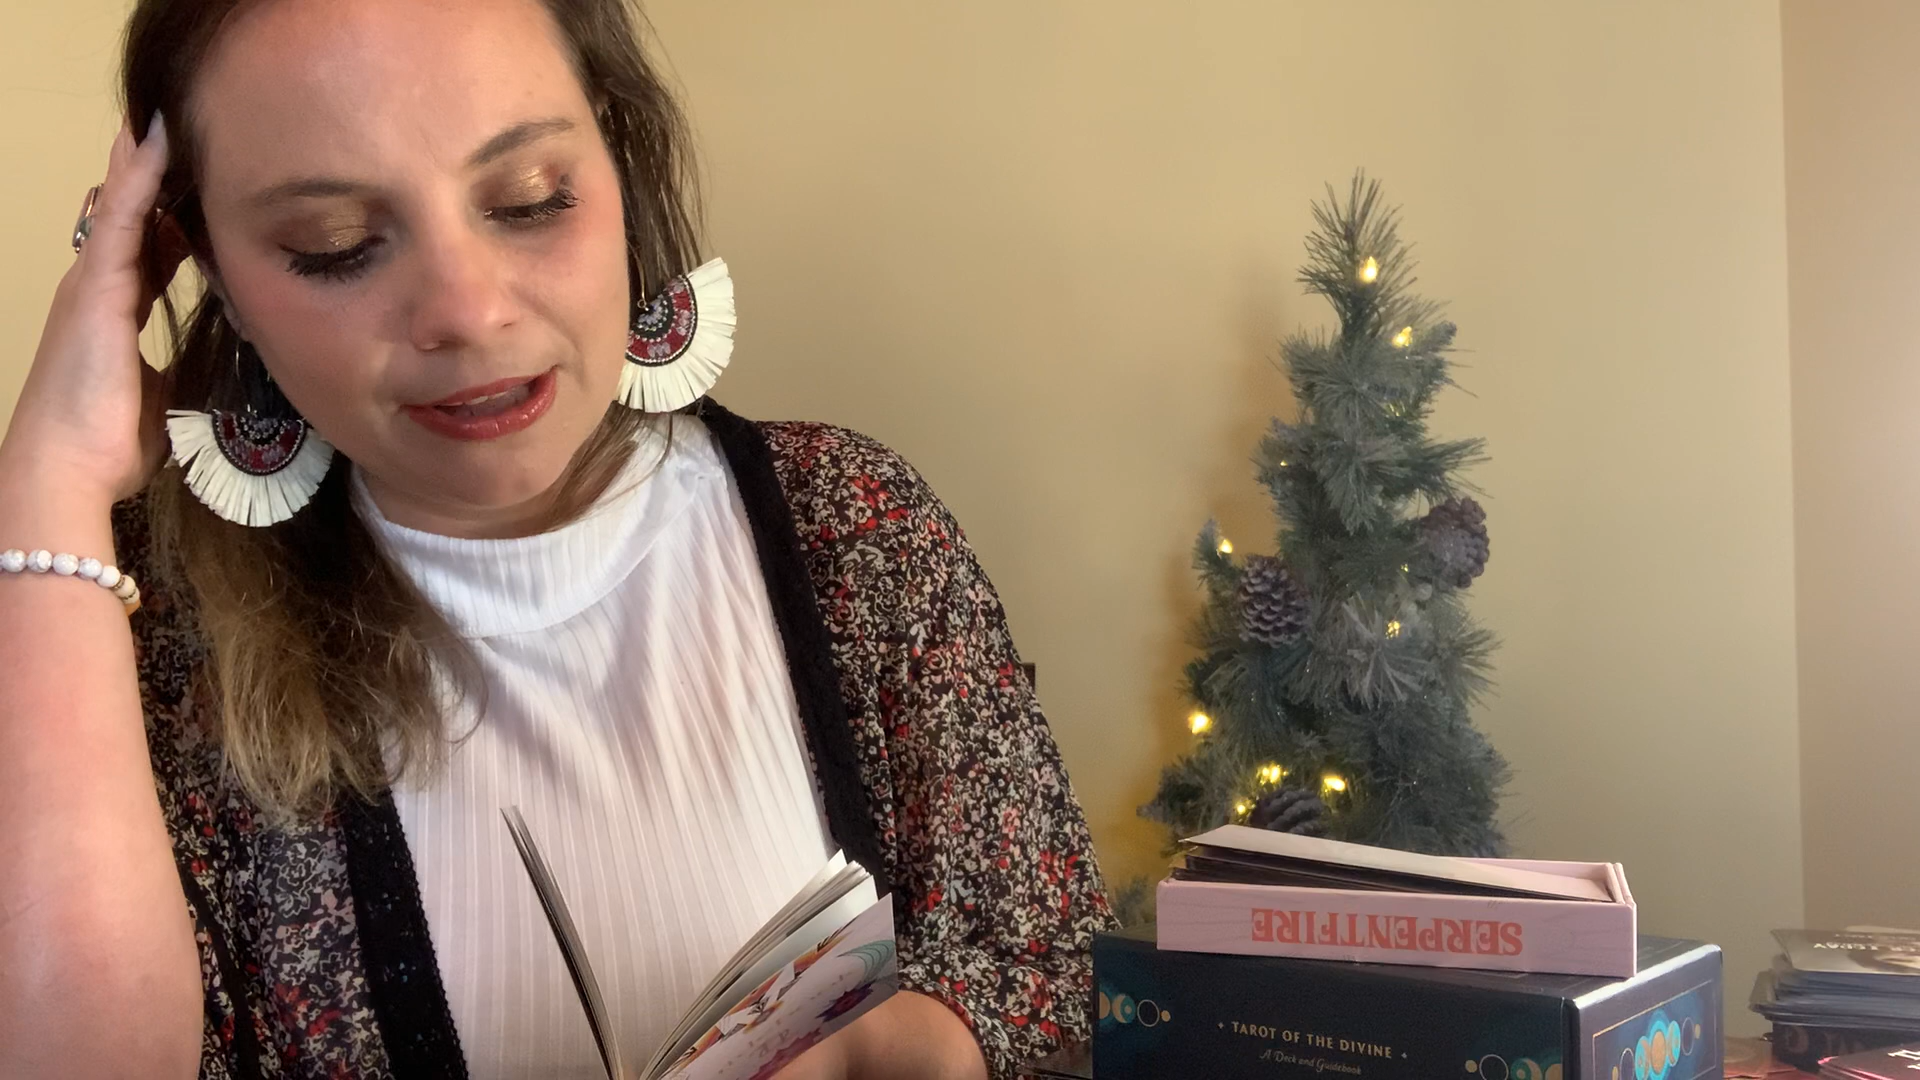 SERPENTFIRE
TAROT OF THE DIVINE
A Deck and Guidebook